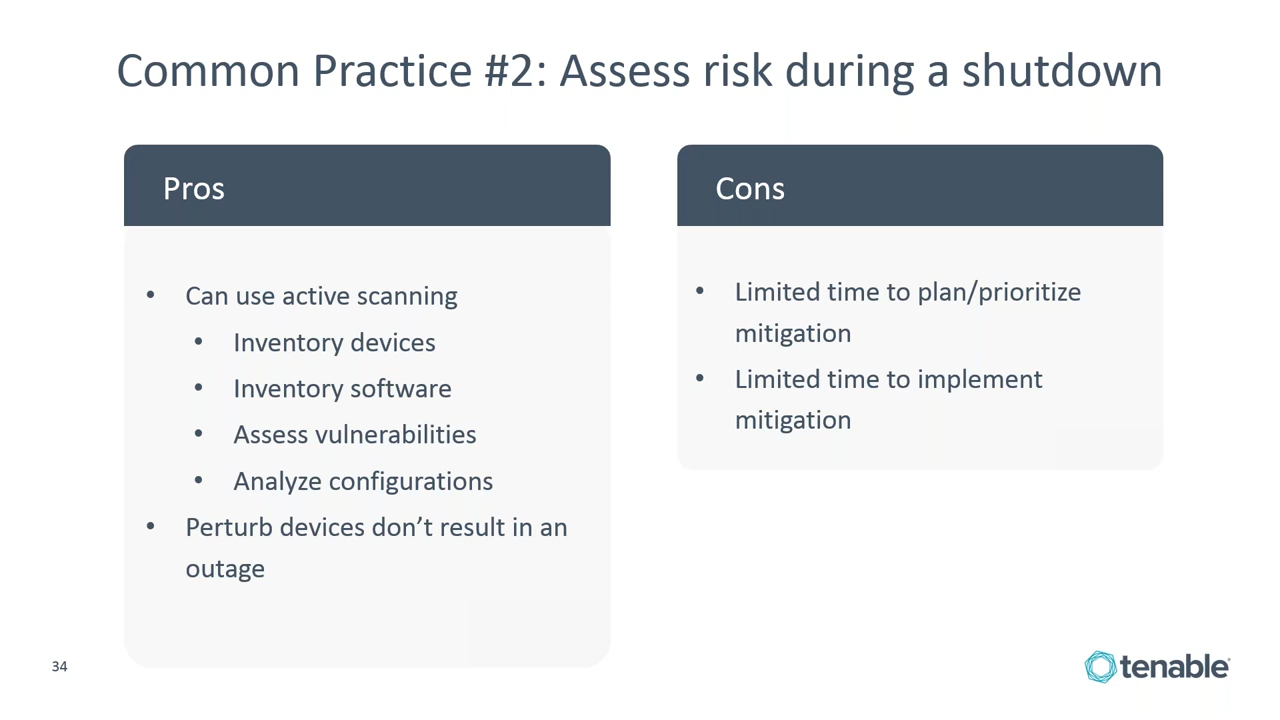 Common Practice #2: Assess risk during a shutdown
Pros
• Can use active scanning
• Inventory devices
• Inventory software
• Assess vulnerabilities
• Analyze configurations
• Perturb devices don’t result in an
outage
Cons
• Limited time to plan/prioritize
mitigation
• Limited time to implement
mitigation
34
tenable